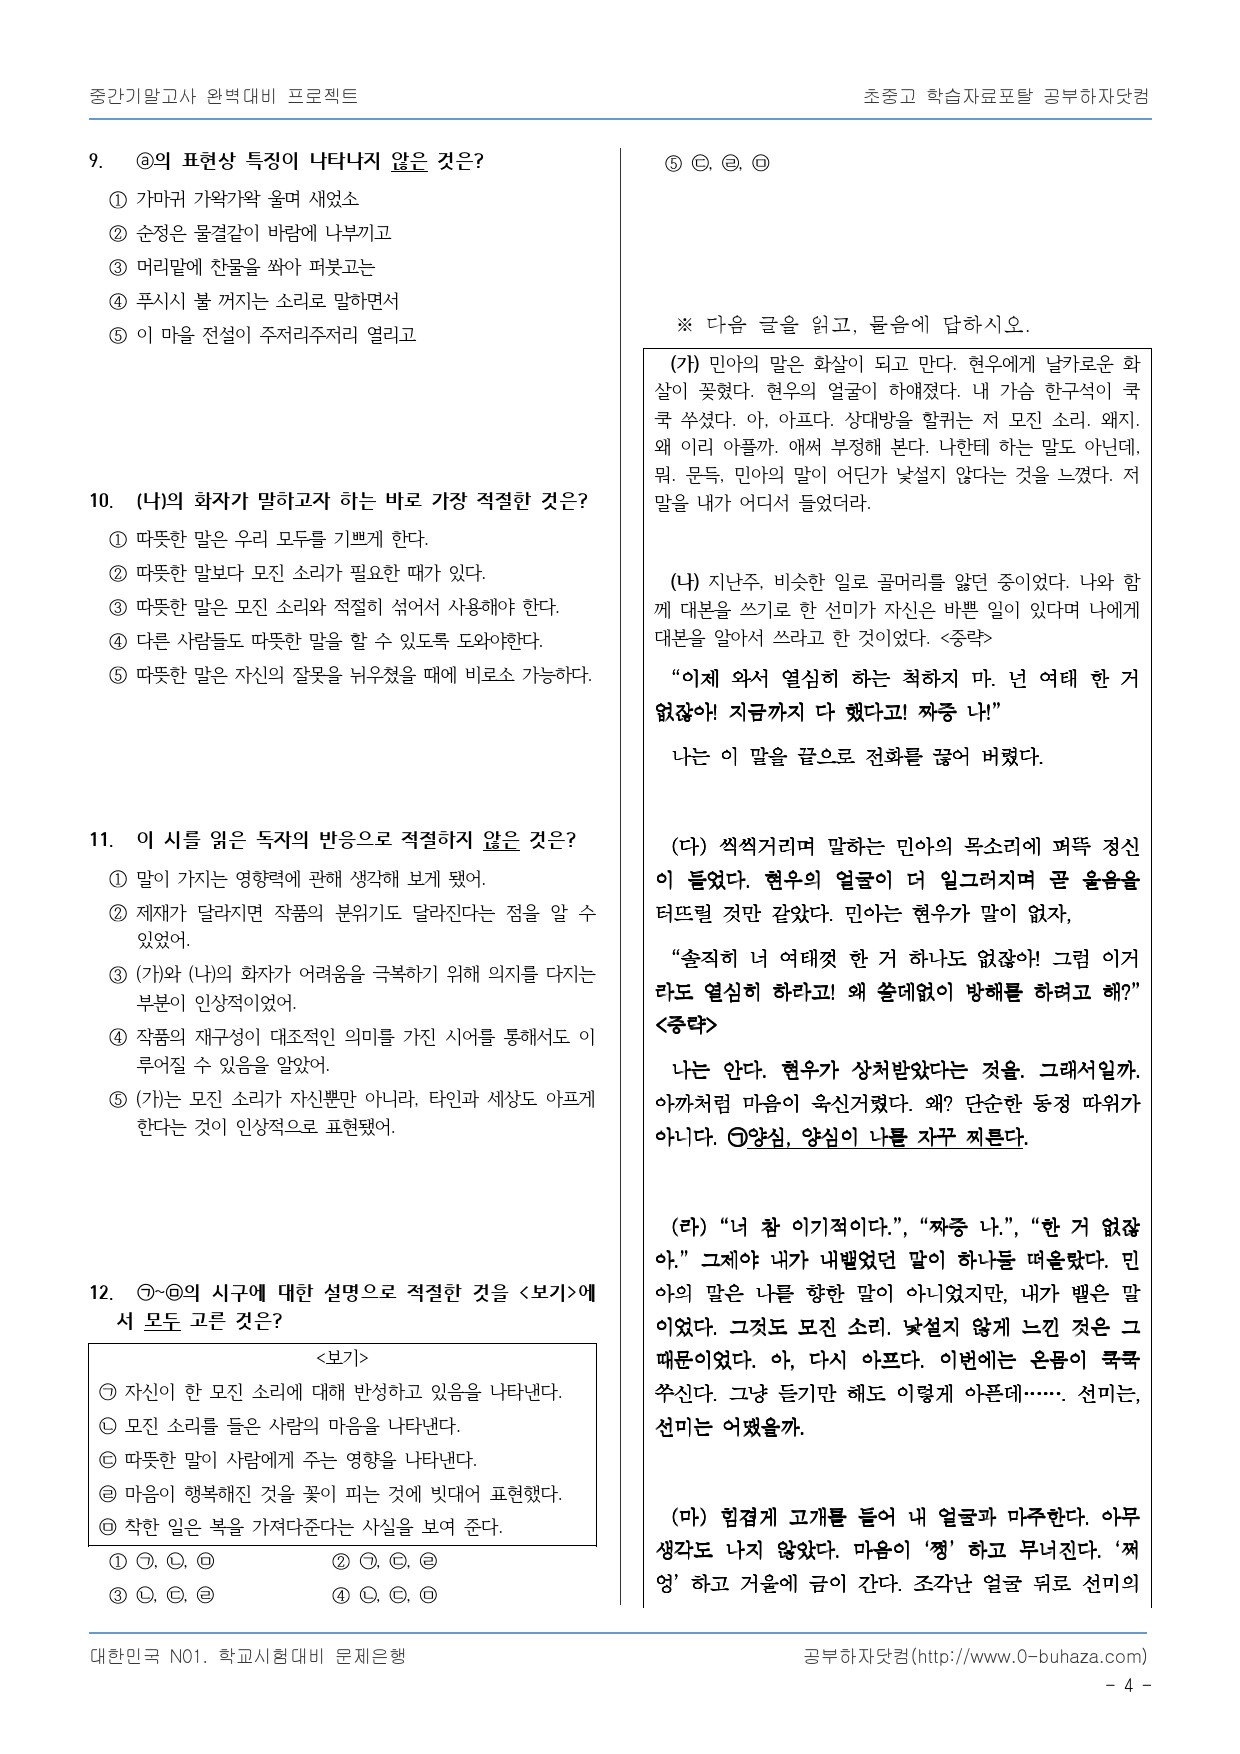 중간기말고사 완벽대비 프로젝트
초중고 학습자료포탈 공부하자닷컴
9. ⓐ의 표현상 특징이 나타나지 않은 것은?
① 가마귀 가왁가왁 울며 새었소
② 순정은 물결같이 바람에 나부끼고
③ 머리맡에 찬물을 쏴아 퍼붓고는
④ 푸시시 불 꺼지는 소리로 말하면서
⑤ 이 마을 전설이 주저리주저리 열리고
10. (나)의 화자가 말하고자 하는 바로 가장 적절한 것은?
① 따뜻한 말은 우리 모두를 기쁘게 한다.
② 따뜻한 말보다 모진 소리가 필요한 때가 있다.
③ 따뜻한 말은 모진 소리와 적절히 섞어서 사용해야 한다.
④ 다른 사람들도 따뜻한 말을 할 수 있도록 도와야한다.
⑤ 따뜻한 말은 자신의 잘못을 뉘우쳤을 때에 비로소 가능하다.
11. 이 시를 읽은 독자의 반응으로 적절하지 않은 것은?
① 말이 가지는 영향력에 관해 생각해 보게 됐어.
② 제재가 달라지면 작품의 분위기도 달라진다는 점을 알 수
있었어.
③ (가)와 (나)의 화자가 어려움을 극복하기 위해 의지를 다지는
부분이 인상적이었어.
④ 작품의 재구성이 대조적인 의미를 가진 시어를 통해서도 이
루어질 수 있음을 알았어.
⑤ (가)는 모진 소리가 자신뿐만 아니라, 타인과 세상도 아프게
한다는 것이 인상적으로 표현됐어.
12. ㉠~㉤의 시구에 대한 설명으로 적절한 것을 <보기>에
서 모두 고른 것은?
<보기>
㉠ 자신이 한 모진 소리에 대해 반성하고 있음을 나타낸다.
㉡ 모진 소리를 들은 사람의 마음을 나타낸다.
㉢ 따뜻한 말이 사람에게 주는 영향을 나타낸다.
㉣ 마음이 행복해진 것을 꽃이 피는 것에 빗대어 표현했다.
㉤ 착한 일은 복을 가져다준다는 사실을 보여 준다.
① ㉠, ㉡, ㉤ ② ㉠, ㉢, ㉣
③ ㉡, ㉢, ㉣ ④ ㉡, ㉢, ㉤
⑤ ㉢, ㉣, ㉤
※ 다음 글을 읽고, 물음에 답하시오.
(가) 민아의 말은 화살이 되고 만다. 현우에게 날카로운 화
살이 꽂혔다. 현우의 얼굴이 하얘졌다. 내 가슴 한구석이 쿡
쿡 쑤셨다. 아, 아프다. 상대방을 할퀴는 저 모진 소리. 왜지.
왜 이리 아플까. 애써 부정해 본다. 나한테 하는 말도 아닌데,
뭐. 문득, 민아의 말이 어딘가 낯설지 않다는 것을 느꼈다. 저
말을 내가 어디서 들었더라.
(나) 지난주, 비슷한 일로 골머리를 앓던 중이었다. 나와 함
께 대본을 쓰기로 한 선미가 자신은 바쁜 일이 있다며 나에게
대본을 알아서 쓰라고 한 것이었다. <중략>
“이제 와서 열심히 하는 척하지 마. 넌 여태 한 거
없잖아! 지금까지 다 했다고! 짜증 나!”
나는 이 말을 끝으로 전화를 끊어 버렸다.
(다) 씩씩거리며 말하는 민아의 목소리에 퍼뜩 정신
이 들었다. 현우의 얼굴이 더 일그러지며 곧 울음을
터뜨릴 것만 같았다. 민아는 현우가 말이 없자,
“솔직히 너 여태껏 한 거 하나도 없잖아! 그럼 이거
라도 열심히 하라고! 왜 쓸데없이 방해를 하려고 해?”
<중략>
나는 안다. 현우가 상처받았다는 것을. 그래서일까.
아까처럼 마음이 욱신거렸다. 왜? 단순한 동정 따위가
아니다. ㉠양심, 양심이 나를 자꾸 찌른다.
(라) “너 참 이기적이다.”, “짜증 나.”, “한 거 없잖
아.” 그제야 내가 내뱉었던 말이 하나둘 떠올랐다. 민
아의 말은 나를 향한 말이 아니었지만, 내가 뱉은 말
이었다. 그것도 모진 소리. 낯설지 않게 느낀 것은 그
때문이었다. 아, 다시 아프다. 이번에는 온몸이 쿡쿡
쑤신다. 그냥 듣기만 해도 이렇게 아픈데……. 선미는,
선미는 어땠을까.
(마) 힘겹게 고개를 들어 내 얼굴과 마주한다. 아무
생각도 나지 않았다. 마음이 ‘쩡’ 하고 무너진다. ‘쩌
엉’ 하고 거울에 금이 간다. 조각난 얼굴 뒤로 선미의
대한민국 N01. 학교시험대비 문제은행
공부하자닷컴(http://www.0-buhaza.com)
- 4 -